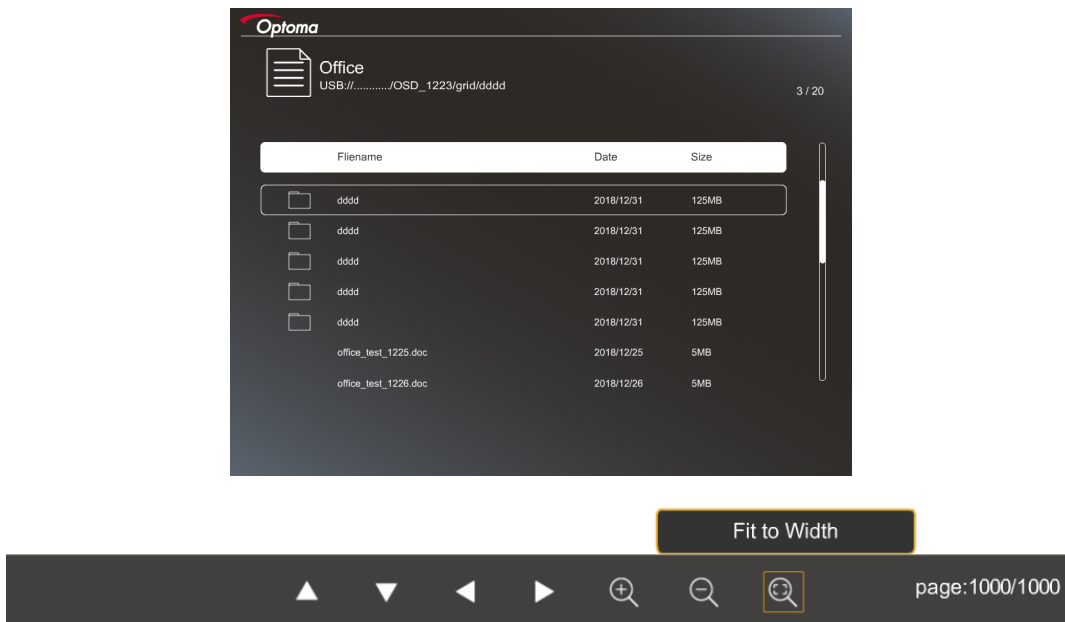 Optoma
Office
USB://.........../OSD_1223/grid/dddd
3 / 20
Fliename Date Size
dddd 2018/12/31 125MB
dddd 2018/12/31 125MB
dddd 2018/12/31 125MB
dddd 2018/12/31 125MB
dddd 2018/12/31 125MB
office_test_1225.doc 2018/12/25 5MB
office_test_1226.doc 2018/12/26 5MB
Fit to Width
page:1000/1000